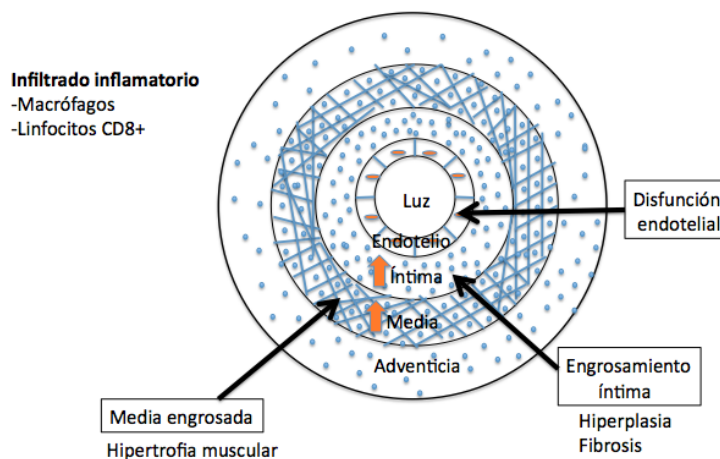 Infiltrado inflamatorio
-Macrófagos
-Linfocitos CD8+
Luz
Disfunción
endotelial
Endotelio
Íntima
Media
Adventicia
Engrosamiento
íntima
Hiperplasia
Fibrosis
Media engrosada
Hipertrofia muscular